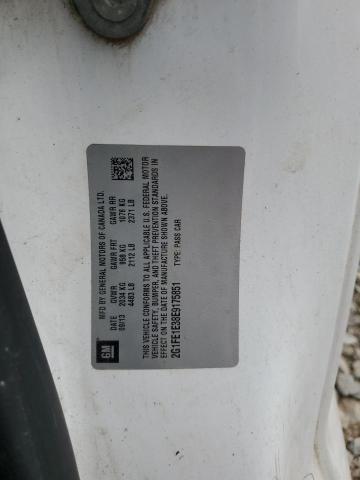 GM
MFD BY GENERAL MOTORS OF CANADA LTD.
DATE GVWR GAWR FRT GAWR RR
09/13 2034 KG 958 KG 1076 KG
4483 LB 2112 LB 2371 LB
THIS VEHICLE CONFORMS TO ALL APPLICABLE U.S. FEDERAL MOTOR
VEHICLE SAFETY, BUMPER, AND THEFT PREVENTION STANDARDS IN
EFFECT ON THE DATE OF MANUFACTURE SHOWN ABOVE.
2G1FE1E38E9175851 TYPE: PASS CAR